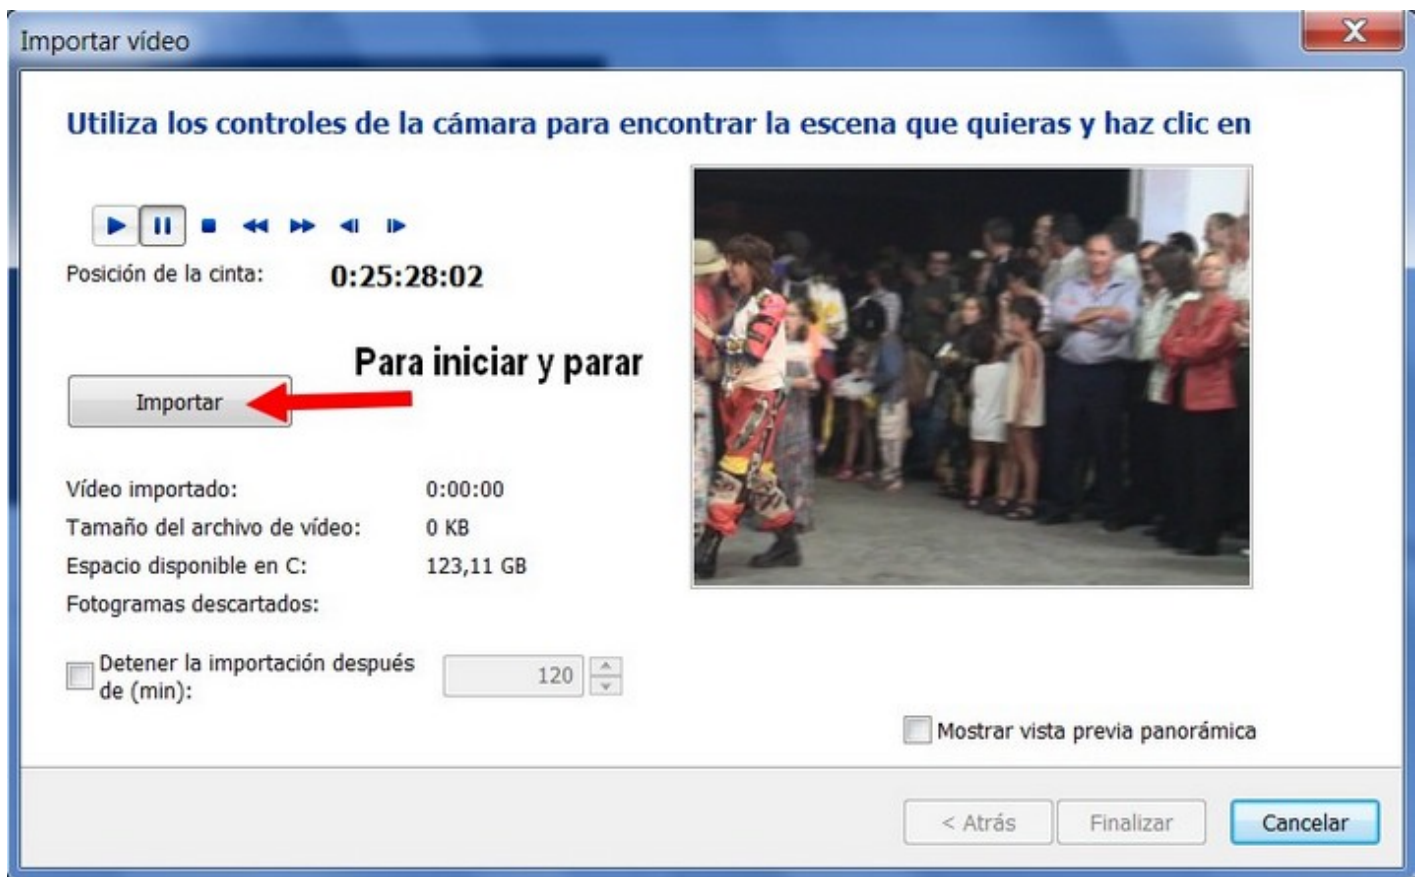 Importar vídeo
Utiliza los controles de la cámara para encontrar la escena que quieras y haz clic en
Posición de la cinta: 0:25:28:02
Para iniciar y parar
Importar
Vídeo importado: 0:00:00
Tamaño del archivo de vídeo: 0 KB
Espacio disponible en C: 123,11 GB
Fotogramas descartados:
Detener la importación después 120
de (min):
Mostrar vista previa panorámica
< Atrás Finalizar Cancelar